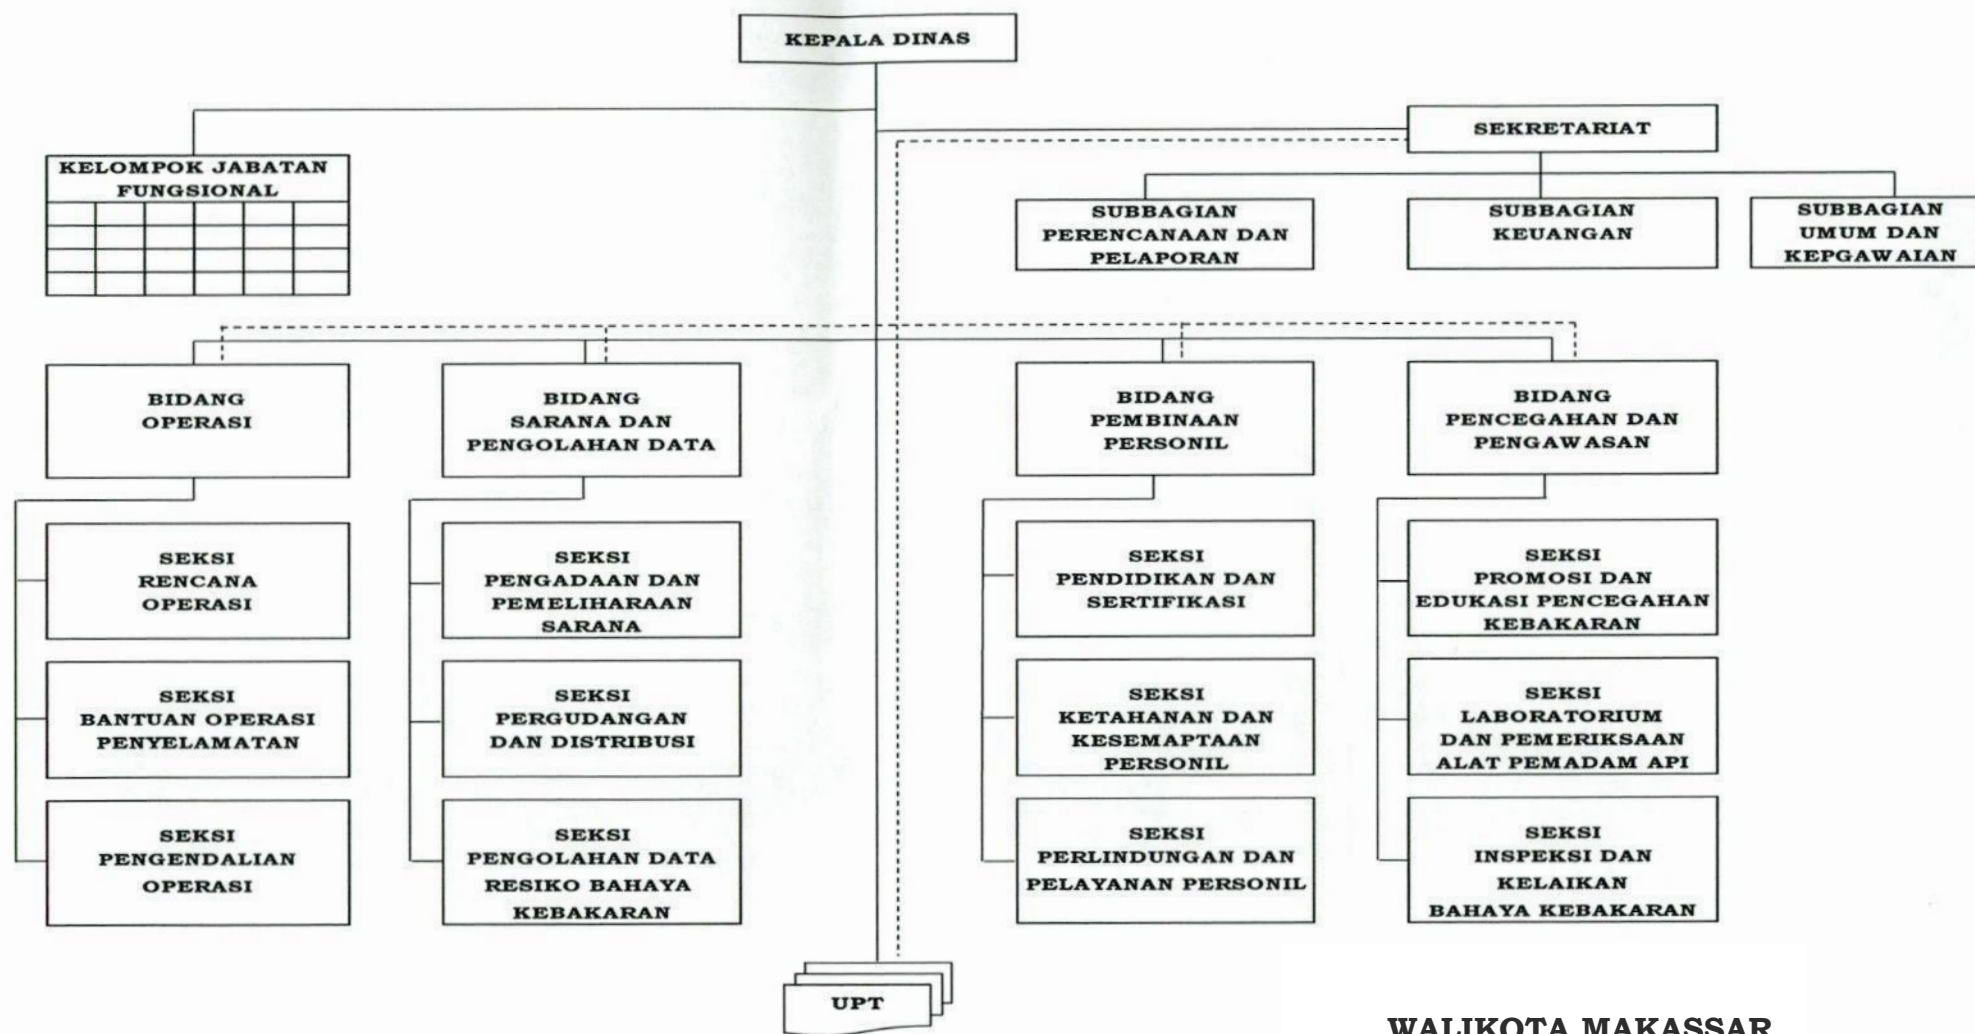 KEPALA DINAS
SEKRETARIAT
KELOMPOK JABATAN
FUNGSIONAL
SUBBAGIAN
PERENCANAAN DAN
PELAPORAN
SUBBAGIAN
KEUANGAN
SUBBAGIAN
UMUM DAN
KEPGAWAIAN
BIDANG
OPERASI
BIDANG
SARANA DAN
PENGOLAHAN DATA
BIDANG
PEMBINAAN
PERSONIL
BIDANG
PENCEGAHAN DAN
PENGAWASAN
SEKSI
RENCANA
OPERASI
SEKSI
PENGADAAN DAN
PEMELIHARAAN
SARANA
SEKSI
PENDIDIKAN DAN
SERTIFIKASI
SEKSI
PROMOSI DAN
EDUKASI PENCEGAHAN
KEBAKARAN
SEKSI
BANTUAN OPERASI
PENYELAMATAN
SEKSI
PERGUDANGAN
DAN DISTRIBUSI
SEKSI
KETAHANAN DAN
KESEMAPTAAN
PERSONIL
SEKSI
LABORATORIUM
DAN PEMERIKSAAN
ALAT PEMADAM API
SEKSI
PENGENDALIAN
OPERASI
SEKSI
PENGOLAHAN DATA
RESIKO BAHAYA
KEBAKARAN
SEKSI
PERLINDUNGAN DAN
PELAYANAN PERSONIL
SEKSI
INSPEKSI DAN
KELAIKAN
BAHAYA KEBAKARAN
UPT
WALIKOTA MAKASSAR